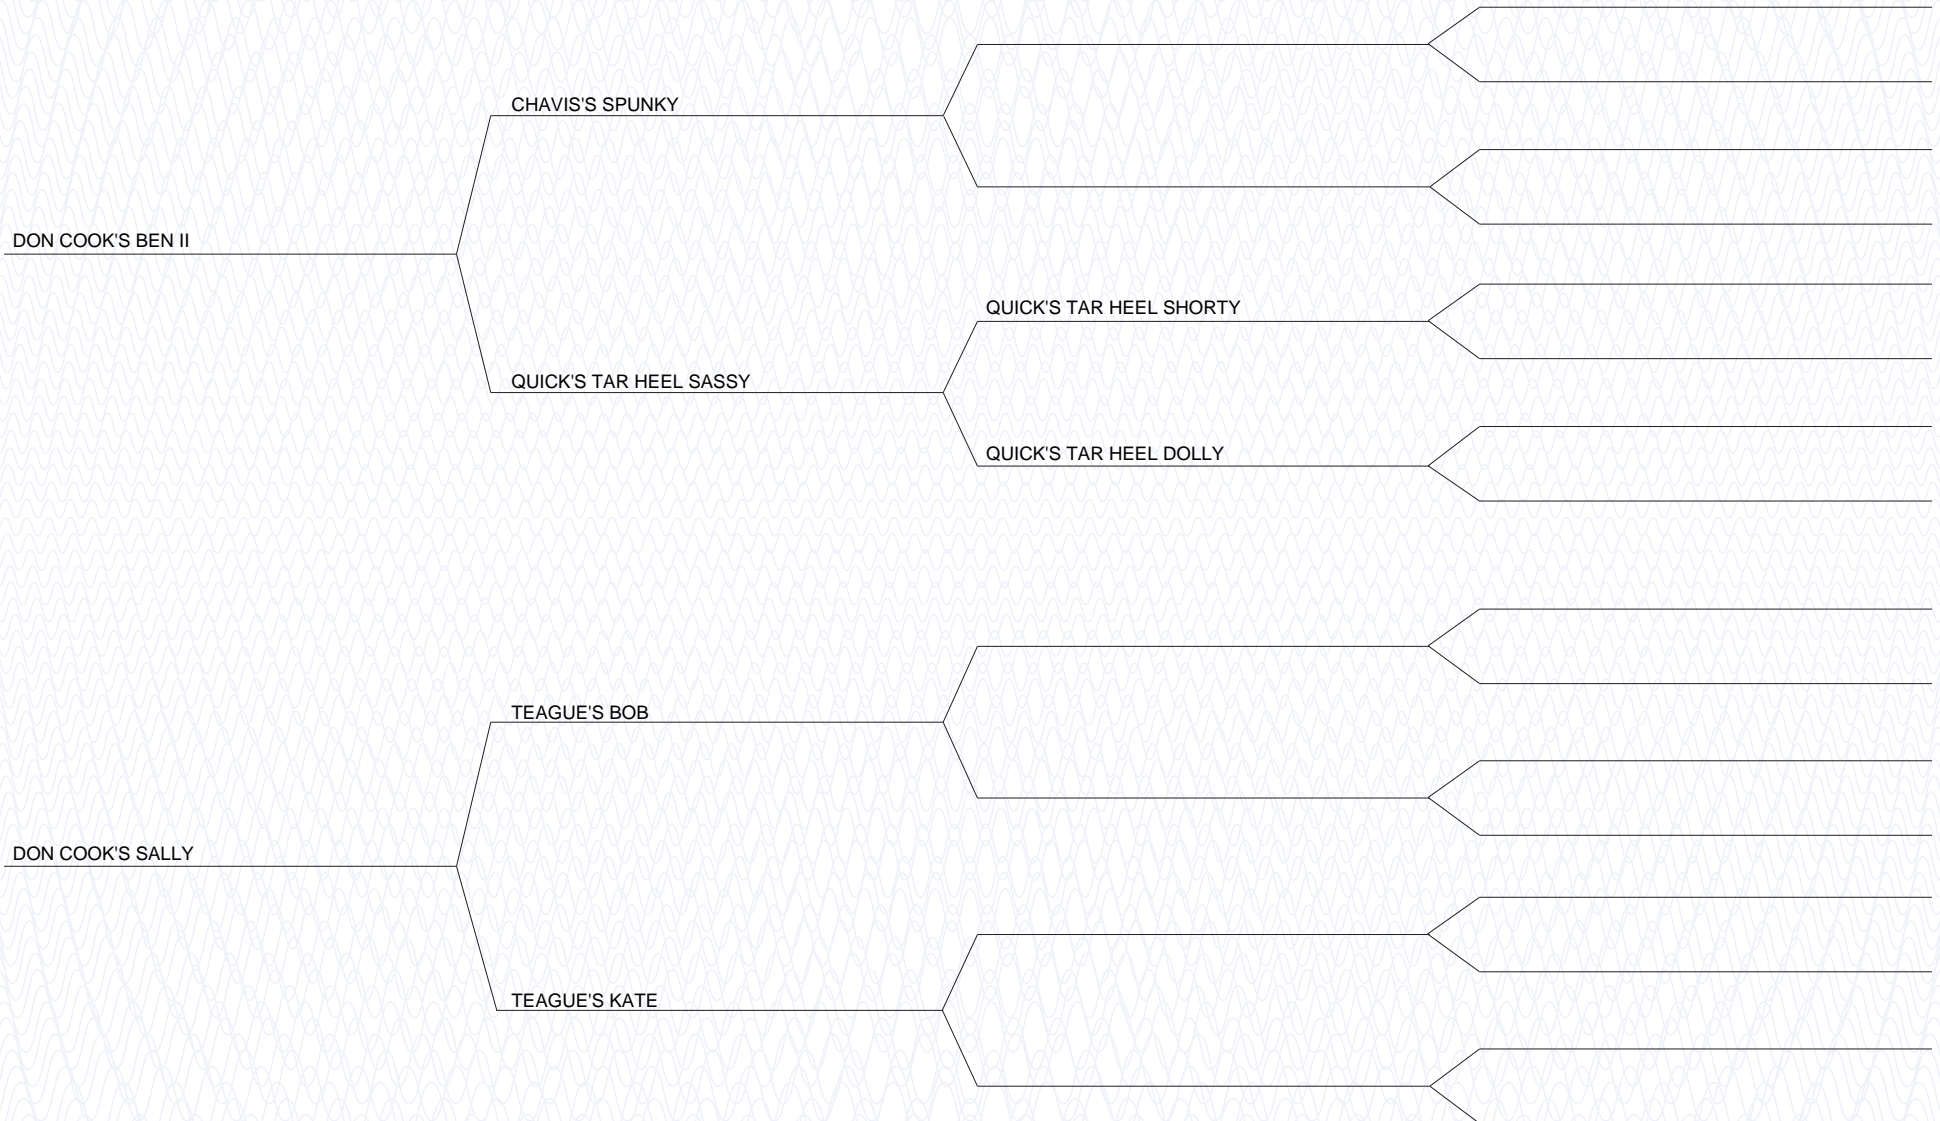 CHAVIS'S SPUNKY
DON COOK'S BEN II
QUICK'S TAR HEEL SHORTY
QUICK'S TAR HEEL SASSY
QUICK'S TAR HEEL DOLLY
TEAGUE'S BOB
DON COOK'S SALLY
TEAGUE'S KATE